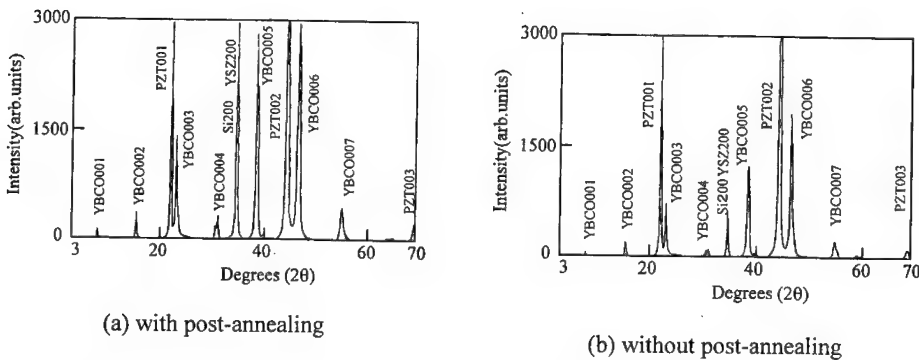 3000
1500
0
Intensity(arb.units)
YBCO001
YBCO002
PZT001
YBCO003
YBCO004
Si200
YSZ200
YBCO005
PZT002
YBCO006
YBCO007
PZT003
3
20
40
60
70
Degrees (2θ)
(a) with post-annealing
3000
1500
0
Intensity(arb.units)
YBCO001
YBCO002
PZT001
YBCO003
YBCO004
Si200 YSZ200
YBCO005
PZT002
YBCO006
YBCO007
PZT003
3
20
40
60
70
Degrees (2θ)
(b) without post-annealing